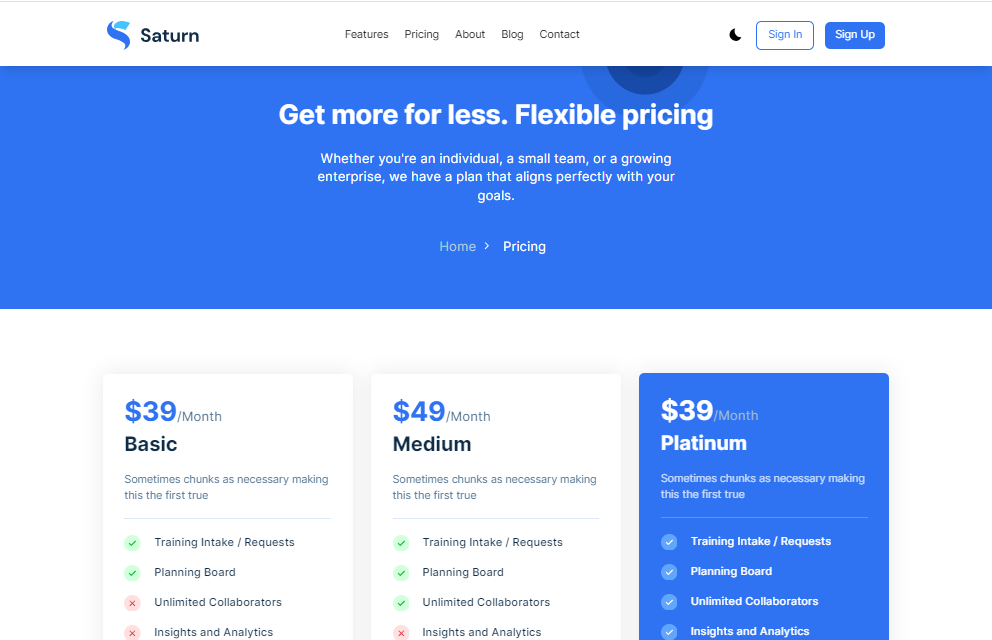 Saturn
Features Pricing About Blog Contact
Sign In
Sign Up
Get more for less. Flexible pricing
Whether you're an individual, a small team, or a growing
enterprise, we have a plan that aligns perfectly with your
goals.
Home > Pricing
$39/Month
Basic
Sometimes chunks as necessary making
this the first true
Training Intake / Requests
Planning Board
Unlimited Collaborators
Insights and Analytics
$49/Month
Medium
Sometimes chunks as necessary making
this the first true
Training Intake / Requests
Planning Board
Unlimited Collaborators
Insights and Analytics
$39/Month
Platinum
Sometimes chunks as necessary making
this the first true
Training Intake / Requests
Planning Board
Unlimited Collaborators
Insights and Analytics